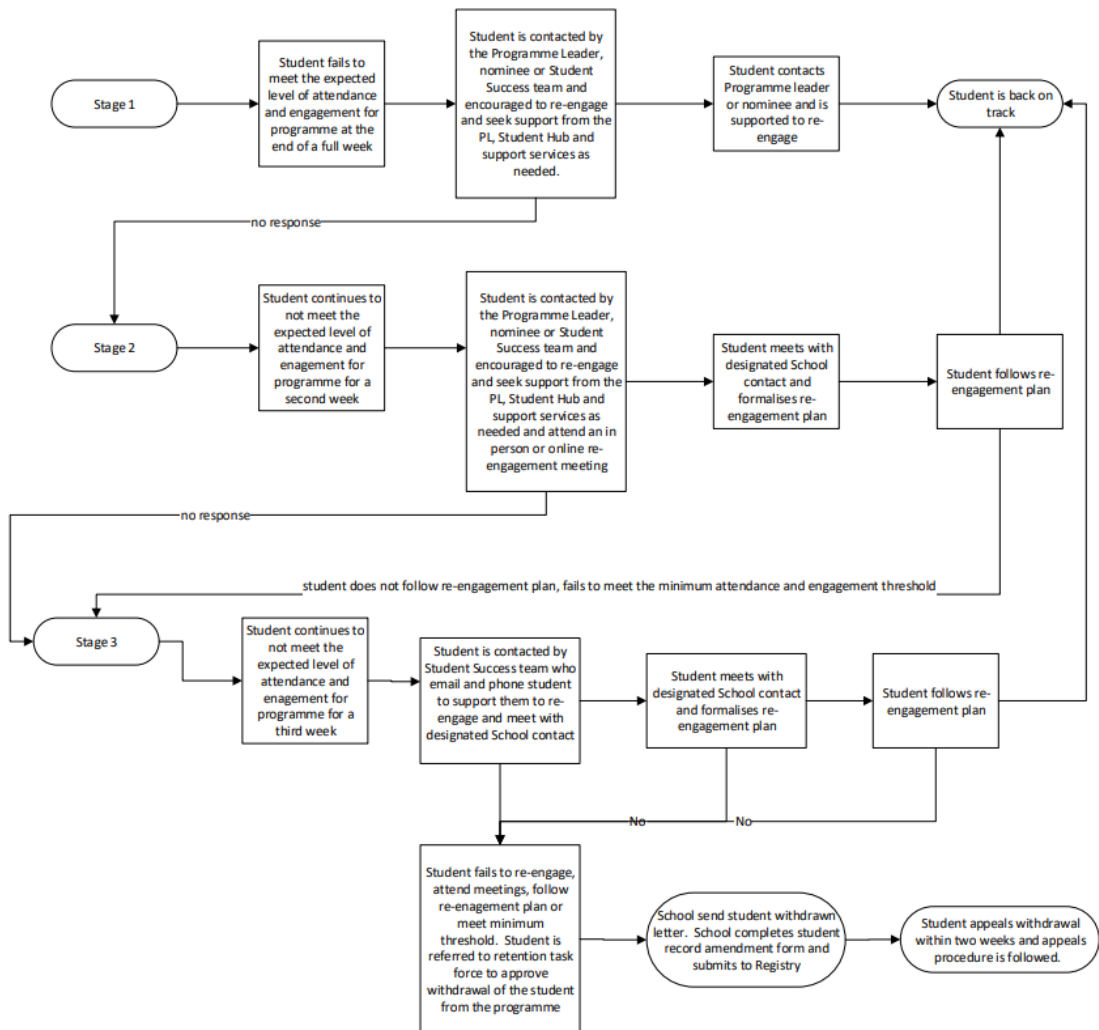 Stage 1
Student fails to
meet the expected
level of attendance
and engagement for
programme at the
end of a full week
Student is contacted by
the Programme Leader,
nominee or Student
Success team and
encouraged to re-engage
and seek support from the
PL, Student Hub and
support services as
needed.
Student contacts
Programme leader
or nominee and is
supported to re-
engage
Student is back on
track
no response
Stage 2
Student continues to
not meet the
expected level of
attendance and
enagement for
programme for a
second week
Student is contacted by
the Programme Leader,
nominee or Student
Success team and
encouraged to re-engage
and seek support from the
PL, Student Hub and
support services as
needed and attend an in
person or online re-
engagement meeting
Student meets with
designated School
contact and
formalises re-
engagement plan
Student follows re-
engagement plan
no response
student does not follow re-engagement plan, fails to meet the minimum attendance and engagement threshold
Stage 3
Student continues to
not meet the
expected level of
attendance and
enagement for
programme for a
third week
Student is contacted by
Student Success team who
email and phone student
to support them to re-
engage and meet with
designated School contact
Student meets with
designated School contact
and formalises re-
engagement plan
Student follows re-
engagement plan
No
No
Student fails to re-engage,
attend meetings, follow
re-enagement plan or
meet minimum
threshold. Student is
referred to retention task
force to approve
withdrawal of the student
from the programme
School send student withdrawn
letter. School completes student
record amendment form and
submits to Registry
Student appeals withdrawal
within two weeks and appeals
procedure is followed.